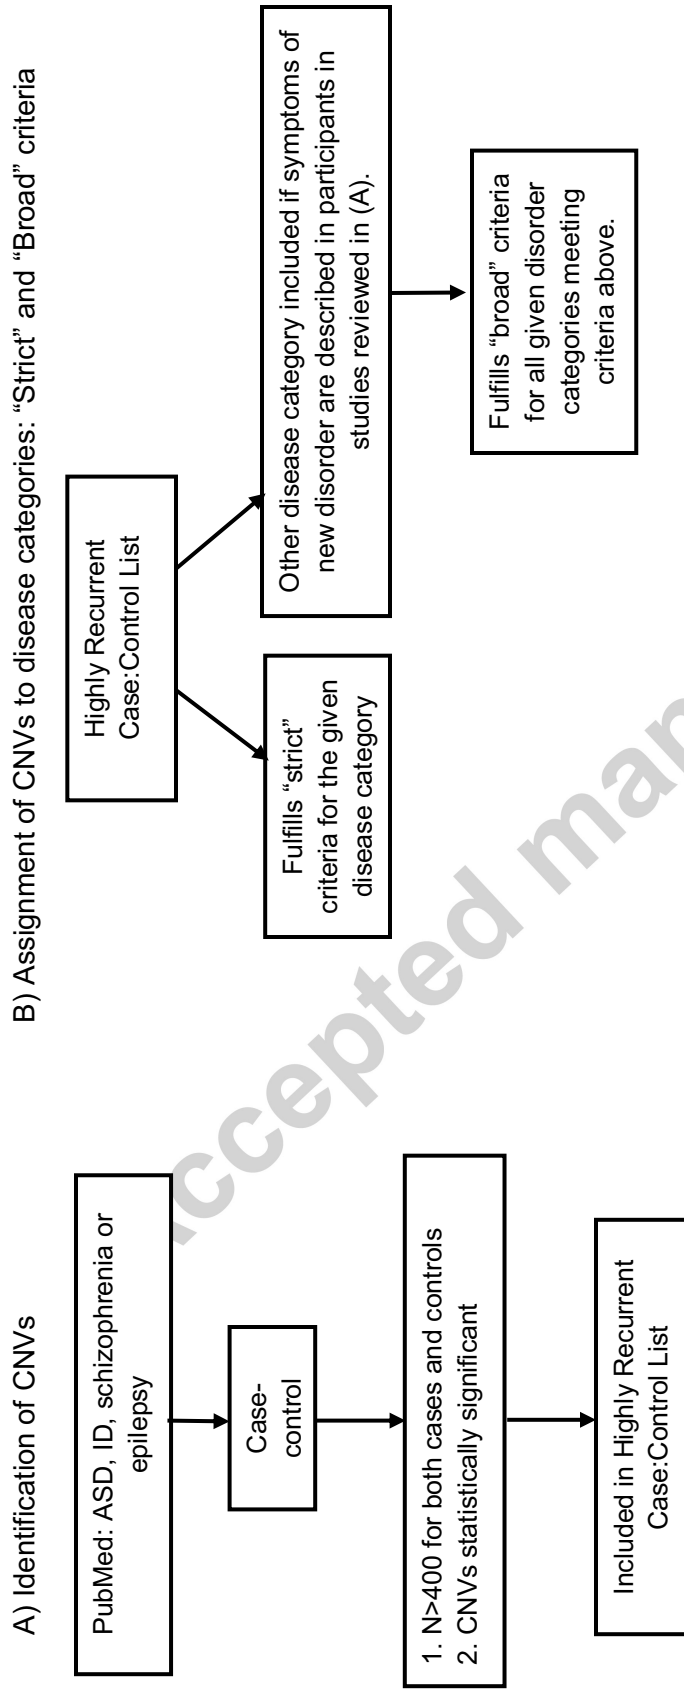 A) Identification of CNVs
PubMed: ASD, ID, schizophrenia or
epilepsy
Case-
control
1. N>400 for both cases and controls
2. CNVs statistically significant
Included in Highly Recurrent
Case:Control List
B) Assignment of CNVs to disease categories: “Strict” and “Broad” criteria
Highly Recurrent
Case:Control List
Fulfills “strict”
criteria for the given
disease category
Other disease category included if symptoms of
new disorder are described in participants in
studies reviewed in (A).
Fulfills “broad” criteria
for all given disorder
categories meeting
criteria above.